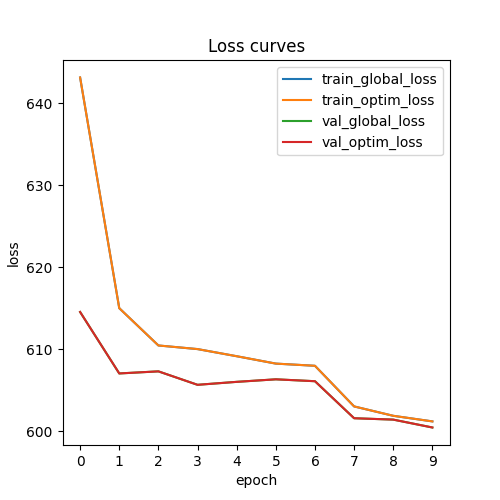 Loss curves
train_global_loss
train_optim_loss
val_global_loss
val_optim_loss
640
630
620
610
600
loss
0 1 2 3 4 5 6 7 8 9
epoch